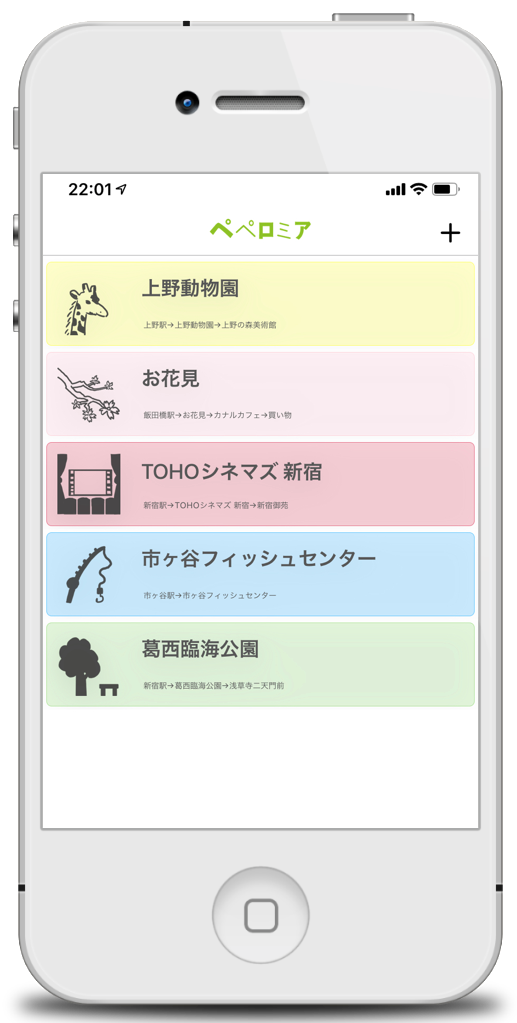 22:01
ペペロミア
上野動物園
上野駅→上野動物園→上野の森美術館
お花見
飯田橋駅→お花見→カナルカフェ→買い物
TOHOシネマズ 新宿
新宿駅→TOHOシネマズ 新宿→新宿御苑
市ヶ谷フィッシュセンター
市ヶ谷駅→市ヶ谷フィッシュセンター
葛西臨海公園
新宿駅→葛西臨海公園→浅草寺二天門前